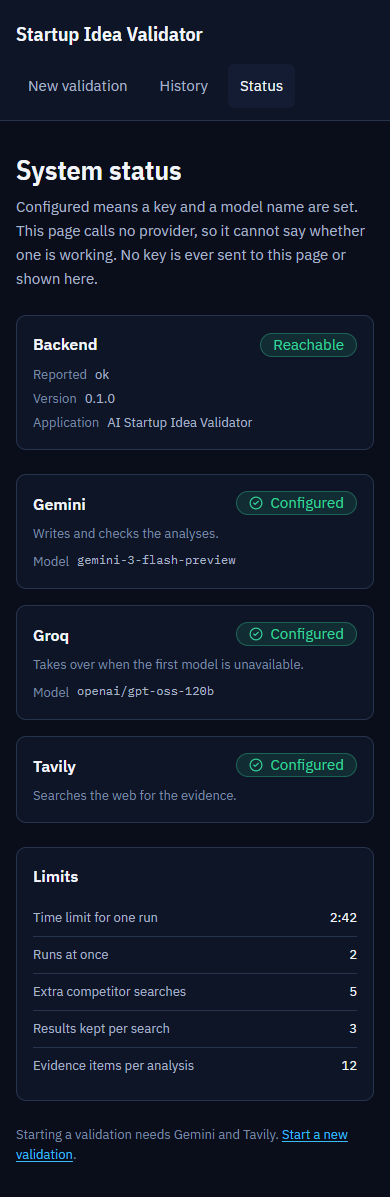 Startup Idea Validator
New validation History Status
System status
Configured means a key and a model name are set.
This page calls no provider, so it cannot say whether
one is working. No key is ever sent to this page or
shown here.
Backend Reachable
Reported ok
Version 0.1.0
Application AI Startup Idea Validator
Gemini Configured
Writes and checks the analyses.
Model gemini-3-flash-preview
Groq Configured
Takes over when the first model is unavailable.
Model openai/gpt-oss-120b
Tavily Configured
Searches the web for the evidence.
Limits
Time limit for one run 2:42
Runs at once 2
Extra competitor searches 5
Results kept per search 3
Evidence items per analysis 12
Starting a validation needs Gemini and Tavily. Start a new
validation.